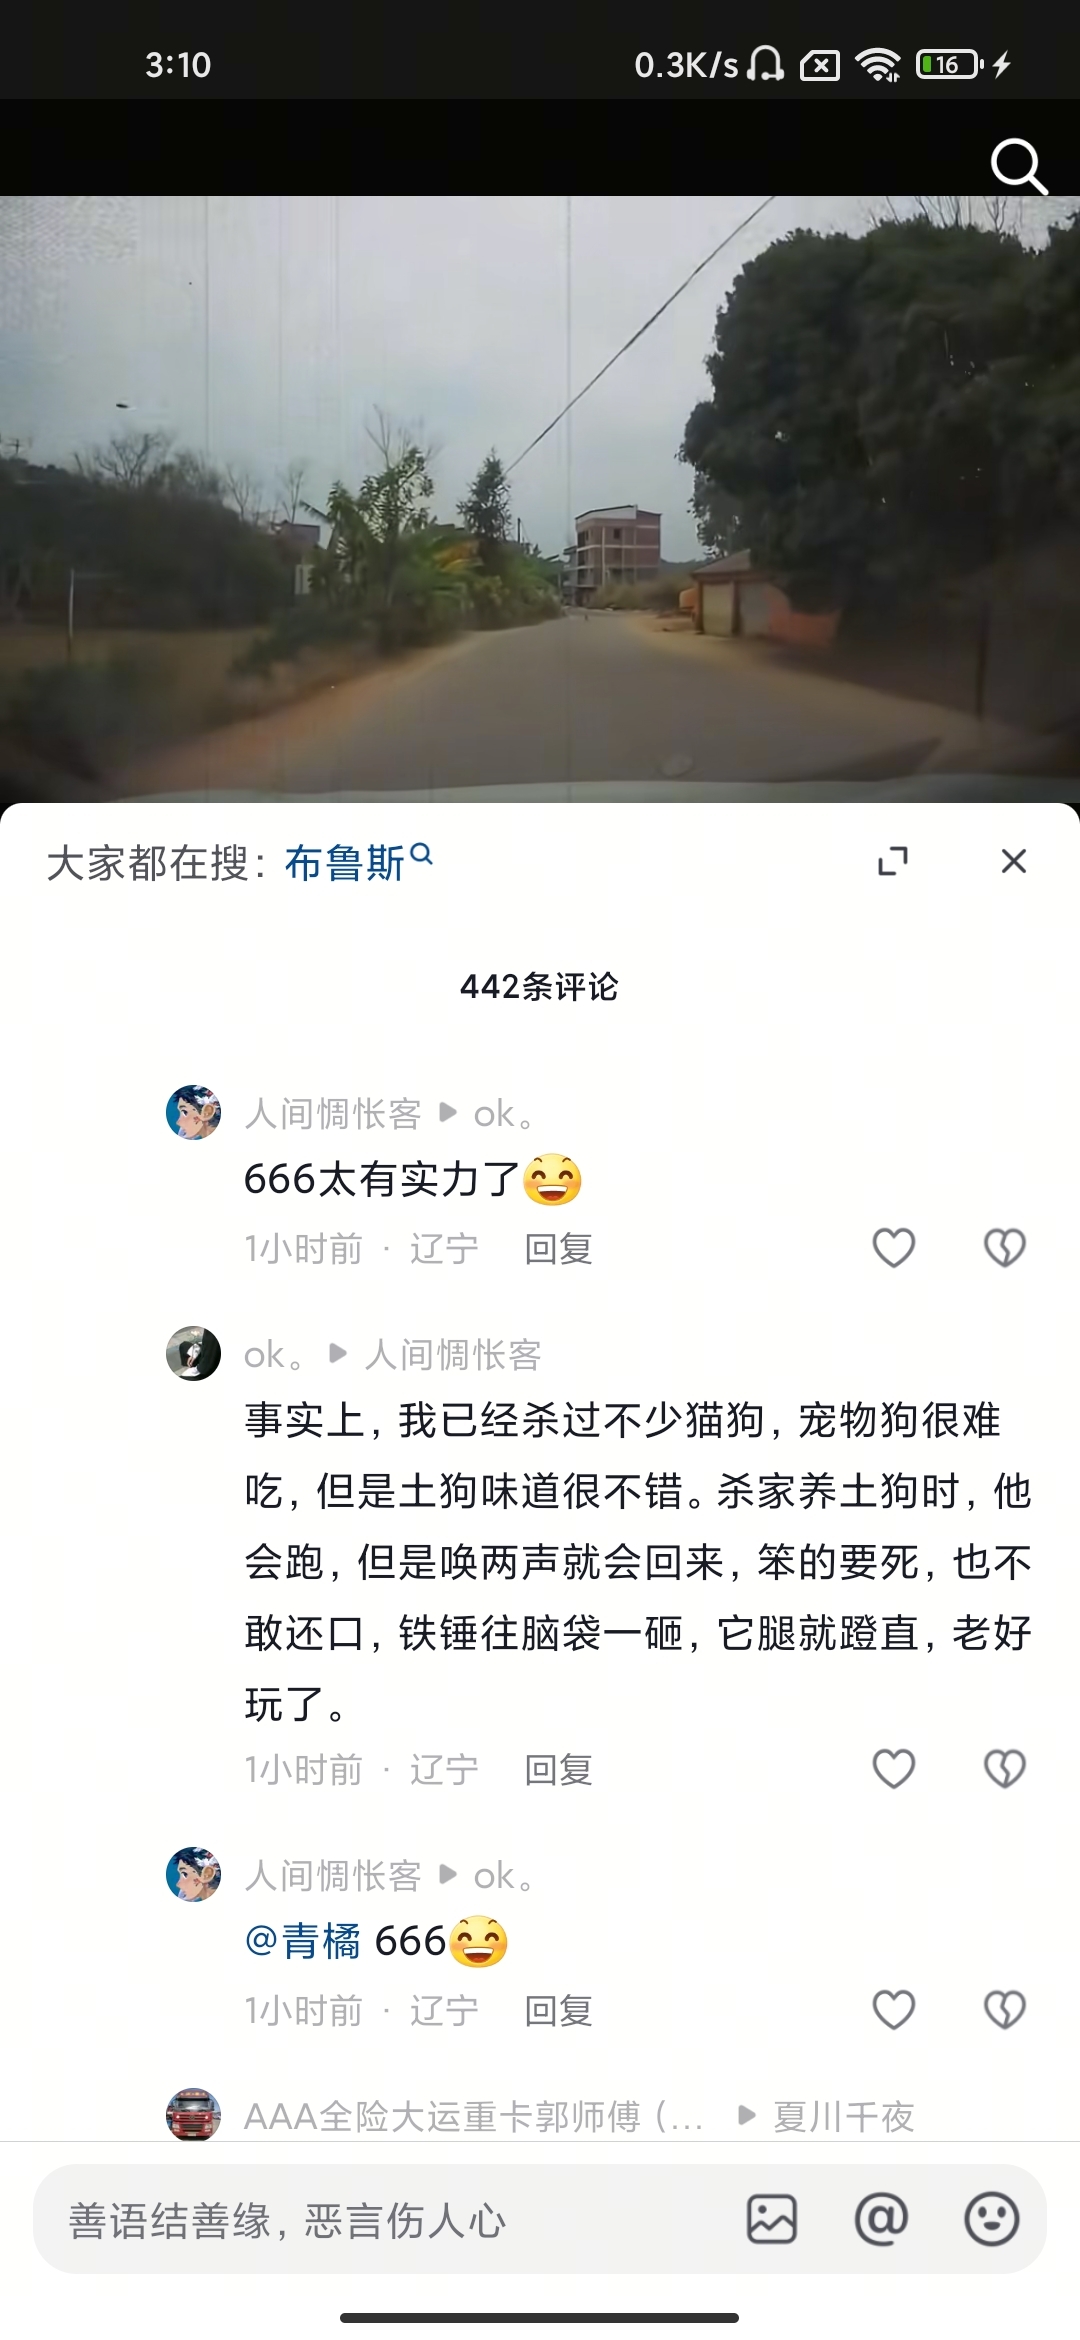 3:10
0.3K/s
16
大家都在搜：布鲁斯
442条评论
人间惆怅客 ▶ ok。
666太有实力了😄
1小时前 · 辽宁 回复
ok。 ▶ 人间惆怅客
事实上，我已经杀过不少猫狗，宠物狗很难
吃，但是土狗味道很不错。杀家养土狗时，他
会跑，但是唤两声就会回来，笨的要死，也不
敢还口，铁锤往脑袋一砸，它腿就蹬直，老好
玩了。
1小时前 · 辽宁 回复
人间惆怅客 ▶ ok。
@青橘 666😄
1小时前 · 辽宁 回复
AAA全险大运重卡郭师傅（... ▶ 夏川千夜
善语结善缘，恶言伤人心